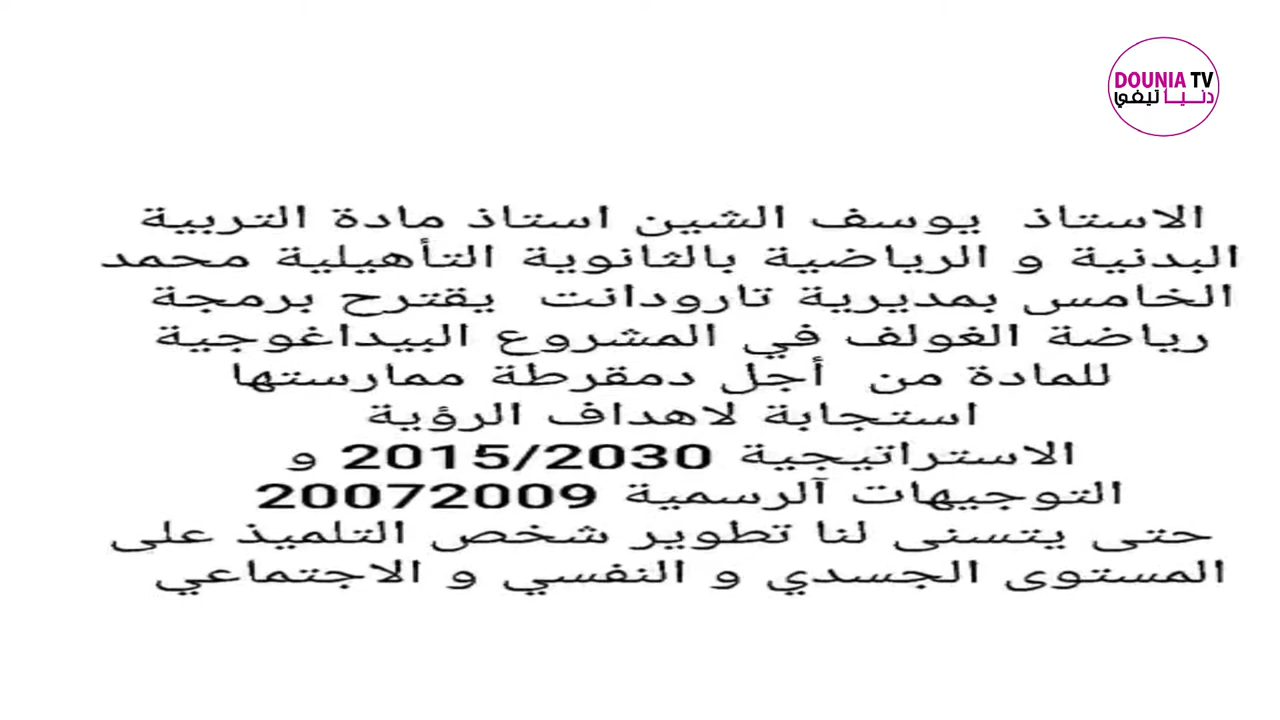 DOUNIA TV
دنيا تيفي
الاستاذ يوسف الشين استاذ مادة التربية
البدنية و الرياضية بالثانوية التأهيلية محمد
الخامس بمديرية تارودانت يقترح برمجة
رياضة الغولف في المشروع البيداغوجية
للمادة من أجل دمقرطة ممارستها
استجابة لاهداف الرؤية
الاستراتيجية 2015/2030 و
التوجيهات آلرسمية 20072009
حتى يتسنى لنا تطوير شخص التلميذ على
المستوى الجسدي و النفسي و الاجتماعي